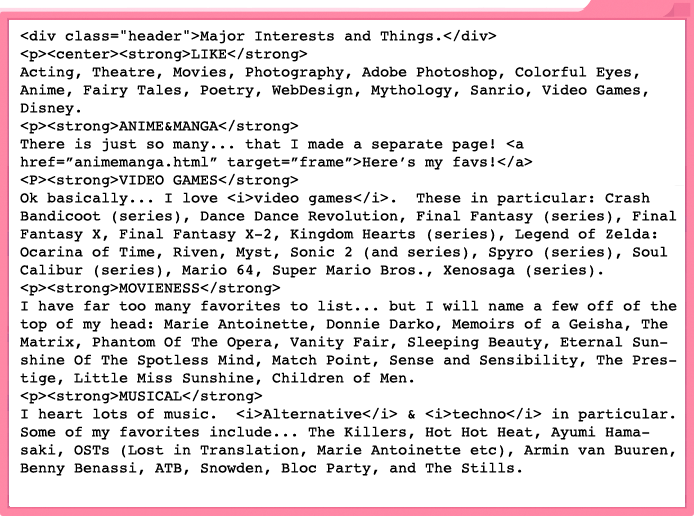 <div class="header">Major Interests and Things.</div>
<p><center><strong>LIKE</strong>
Acting, Theatre, Movies, Photography, Adobe Photoshop, Colorful Eyes,
Anime, Fairy Tales, Poetry, WebDesign, Mythology, Sanrio, Video Games,
Disney.
<p><strong>ANIME&MANGA</strong>
There is just so many... that I made a separate page! <a
href=”animemanga.html” target=”frame”>Here’s my favs!</a>
<P><strong>VIDEO GAMES</strong>
Ok basically... I love <i>video games</i>.  These in particular: Crash
Bandicoot (series), Dance Dance Revolution, Final Fantasy (series), Final
Fantasy X, Final Fantasy X-2, Kingdom Hearts (series), Legend of Zelda:
Ocarina of Time, Riven, Myst, Sonic 2 (and series), Spyro (series), Soul
Calibur (series), Mario 64, Super Mario Bros., Xenosaga (series).
<p><strong>MOVIENESS</strong>
I have far too many favorites to list... but I will name a few off of the
top of my head: Marie Antoinette, Donnie Darko, Memoirs of a Geisha, The
Matrix, Phantom Of The Opera, Vanity Fair, Sleeping Beauty, Eternal Sun-
shine Of The Spotless Mind, Match Point, Sense and Sensibility, The Pres-
tige, Little Miss Sunshine, Children of Men.
<p><strong>MUSICAL</strong>
I heart lots of music.  <i>Alternative</i> & <i>techno</i> in particular.
Some of my favorites include... The Killers, Hot Hot Heat, Ayumi Hama-
saki, OSTs (Lost in Translation, Marie Antoinette etc), Armin van Buuren,
Benny Benassi, ATB, Snowden, Bloc Party, and The Stills.